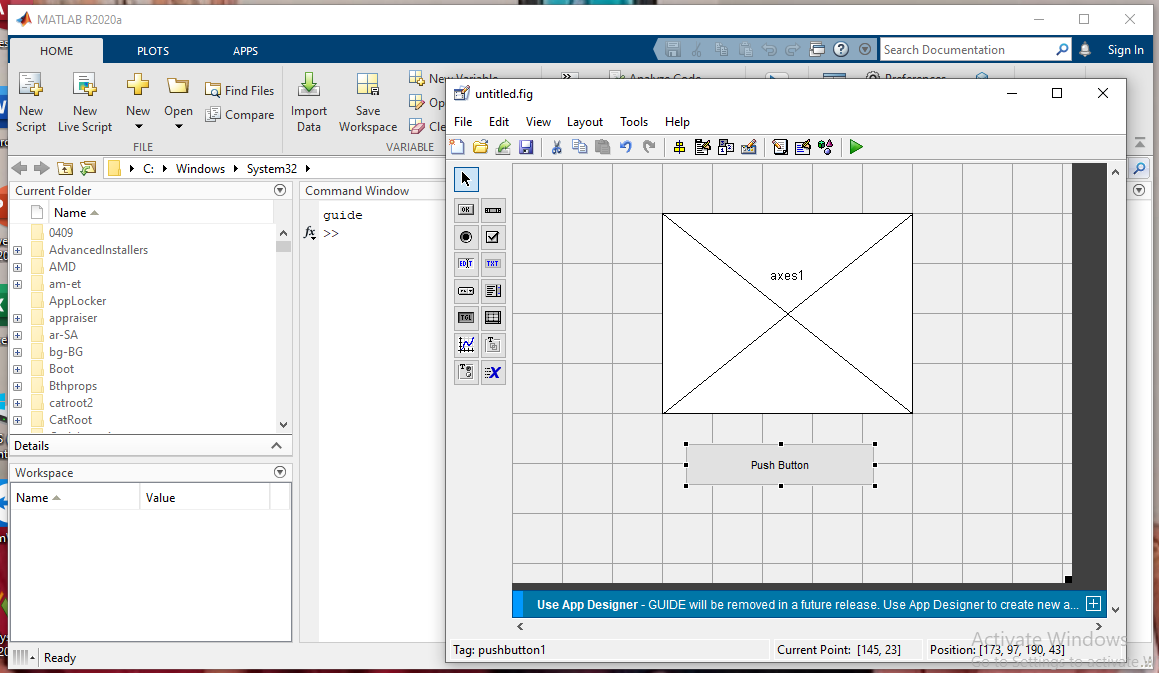 MATLAB R2020a
HOME PLOTS APPS
Search Documentation
Sign In
New Script
New Live Script
New
Open
Find Files
Compare
Import Data
Save Workspace
New Variable
Analyze Code
Preferences
FILE
VARIABLE
C: Windows System32
Current Folder
Name
0409
AdvancedInstallers
AMD
am-et
AppLocker
appraiser
ar-SA
bg-BG
Boot
Bthprops
catroot2
CatRoot
Details
Workspace
Name Value
Ready
Command Window
guide
fx >>
untitled.fig
File Edit View Layout Tools Help
OK
EDIT TXT
TGL
axes1
Push Button
Use App Designer - GUIDE will be removed in a future release. Use App Designer to create new a...
Tag: pushbutton1
Current Point: [145, 23]
Position: [173, 97, 190, 43]
Activate Windows
Go to Settings to activate W